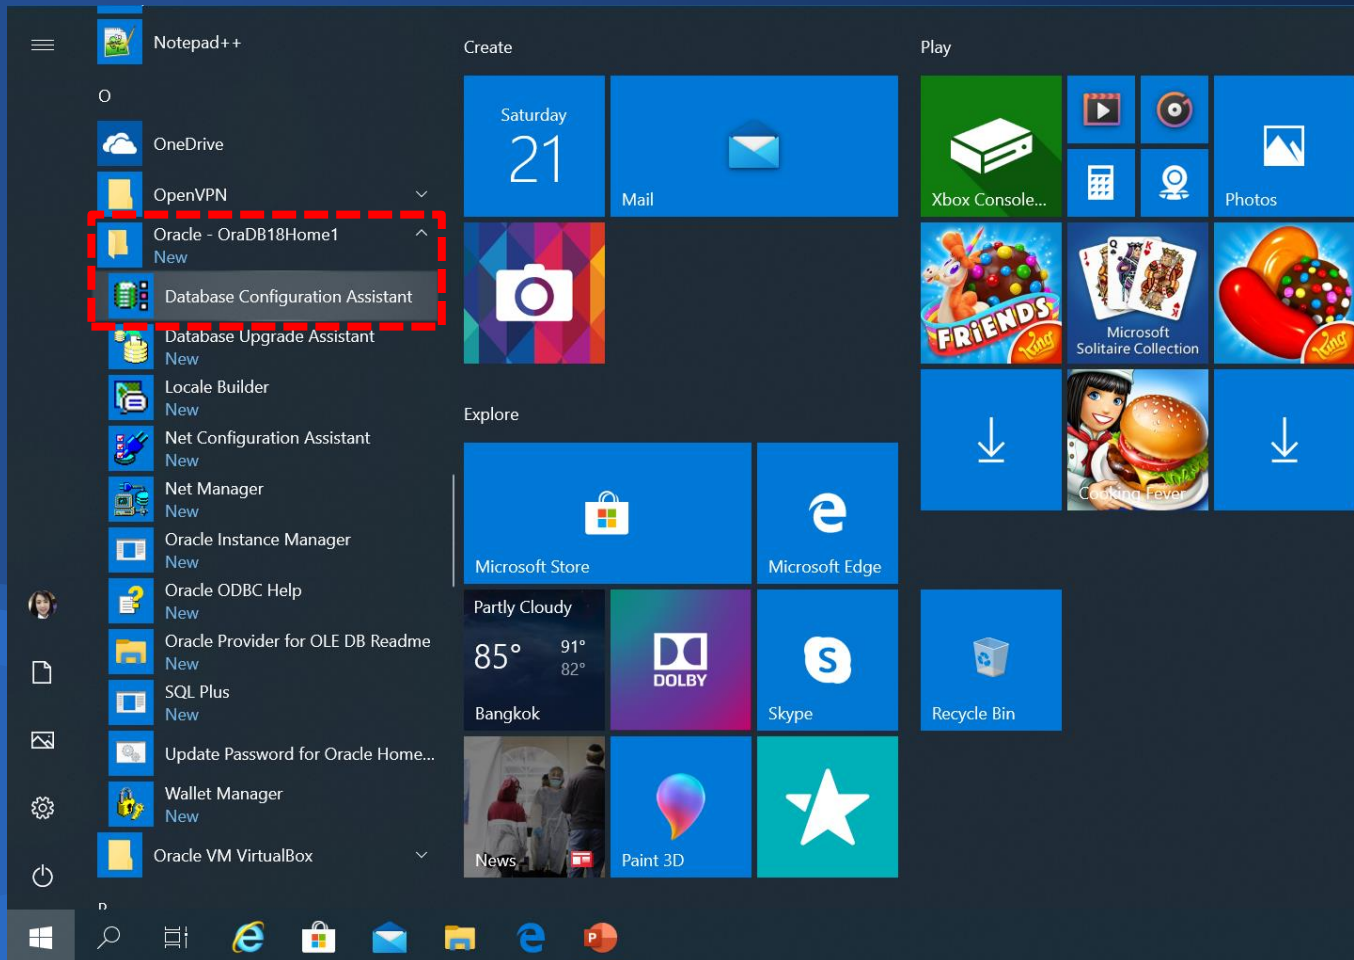 Notepad++
O
OneDrive
OpenVPN
Oracle - OraDB18Home1
New
Database Configuration Assistant
Database Upgrade Assistant
New
Locale Builder
New
Net Configuration Assistant
New
Net Manager
New
Oracle Instance Manager
New
Oracle ODBC Help
New
Oracle Provider for OLE DB Readme
New
SQL Plus
New
Update Password for Oracle Home...
Wallet Manager
New
Oracle VM VirtualBox
Create
Saturday
21
Mail
Explore
Microsoft Store
Microsoft Edge
Partly Cloudy
85°
91°
82°
Bangkok
DOLBY
Skype
News
Paint 3D
Play
Xbox Console...
Photos
FRiENDS
King
Microsoft
Solitaire Collection
King
Cooking Fever
Recycle Bin